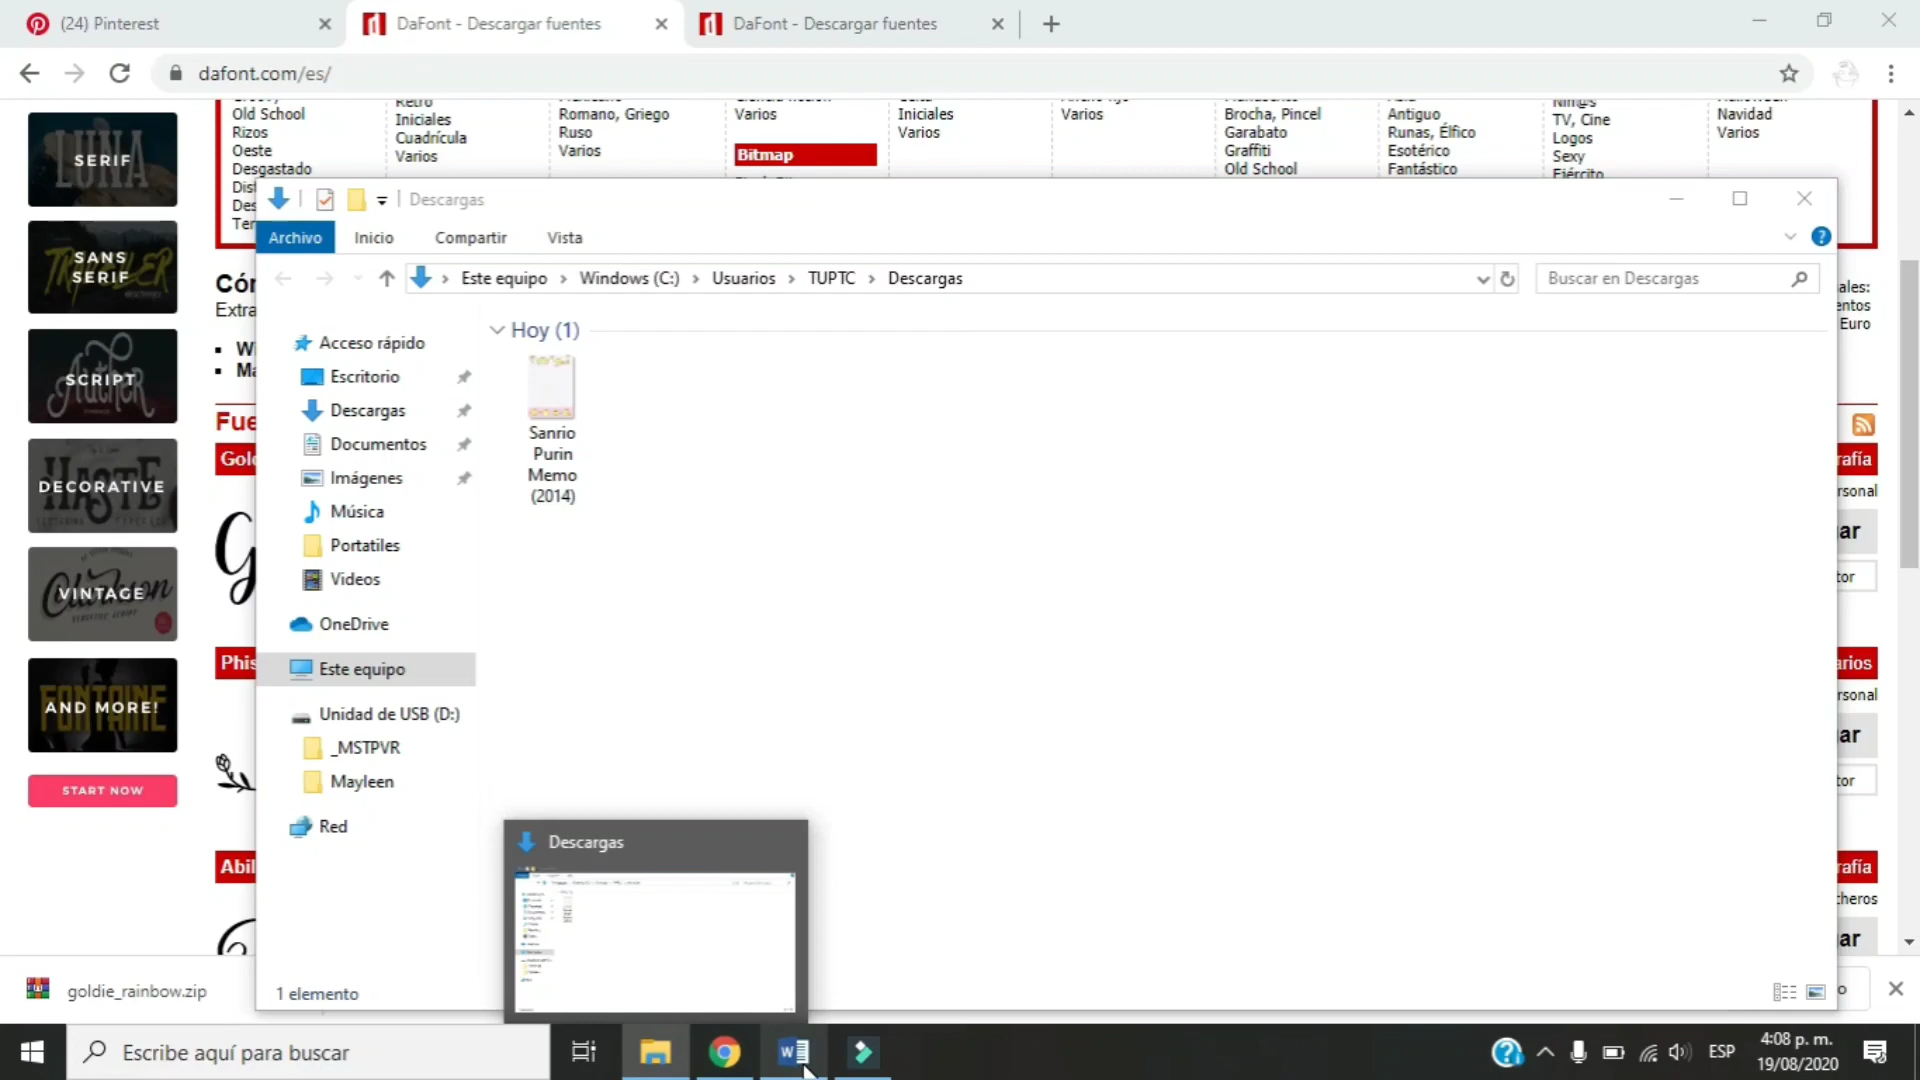 (24) Pinterest
DaFont - Descargar fuentes
DaFont - Descargar fuentes
dafont.com/es/
SERIF
SANS
SERIF
SCRIPT
DECORATIVE
VINTAGE
AND MORE!
START NOW
Old School
Rizos
Oeste
Desgastado
Retro
Iniciales
Cuadrícula
Varios
Romano, Griego
Ruso
Varios
Varios
Bitmap
Iniciales
Varios
Varios
Brocha, Pincel
Garabato
Graffiti
Old School
Antiguo
Runas, Élfico
Esotérico
Fantástico
TV, Cine
Logos
Sexy
Ejército
Navidad
Varios
Descargas
Archivo
Inicio
Compartir
Vista
Este equipo
Windows (C:)
Usuarios
TUPTC
Descargas
Buscar en Descargas
Acceso rápido
Escritorio
Descargas
Documentos
Imágenes
Música
Portatiles
Videos
OneDrive
Este equipo
Unidad de USB (D:)
_MSTPVR
Mayleen
Red
Hoy (1)
Sanrio
Purin
Memo
(2014)
1 elemento
Descargas
Euro
goldie_rainbow.zip
Escribe aquí para buscar
ESP
4:08 p. m.
19/08/2020